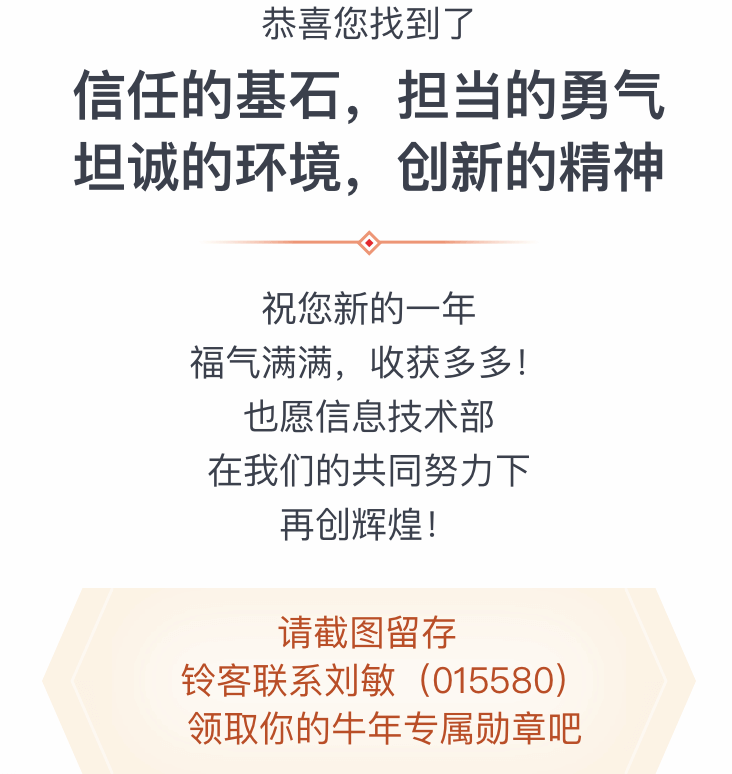 恭喜您找到了
信任的基石，担当的勇气
坦诚的环境，创新的精神
祝您新的一年
福气满满，收获多多！
也愿信息技术部
在我们的共同努力下
再创辉煌！
请截图留存
铃客联系刘敏（015580）
领取你的牛年专属勋章吧